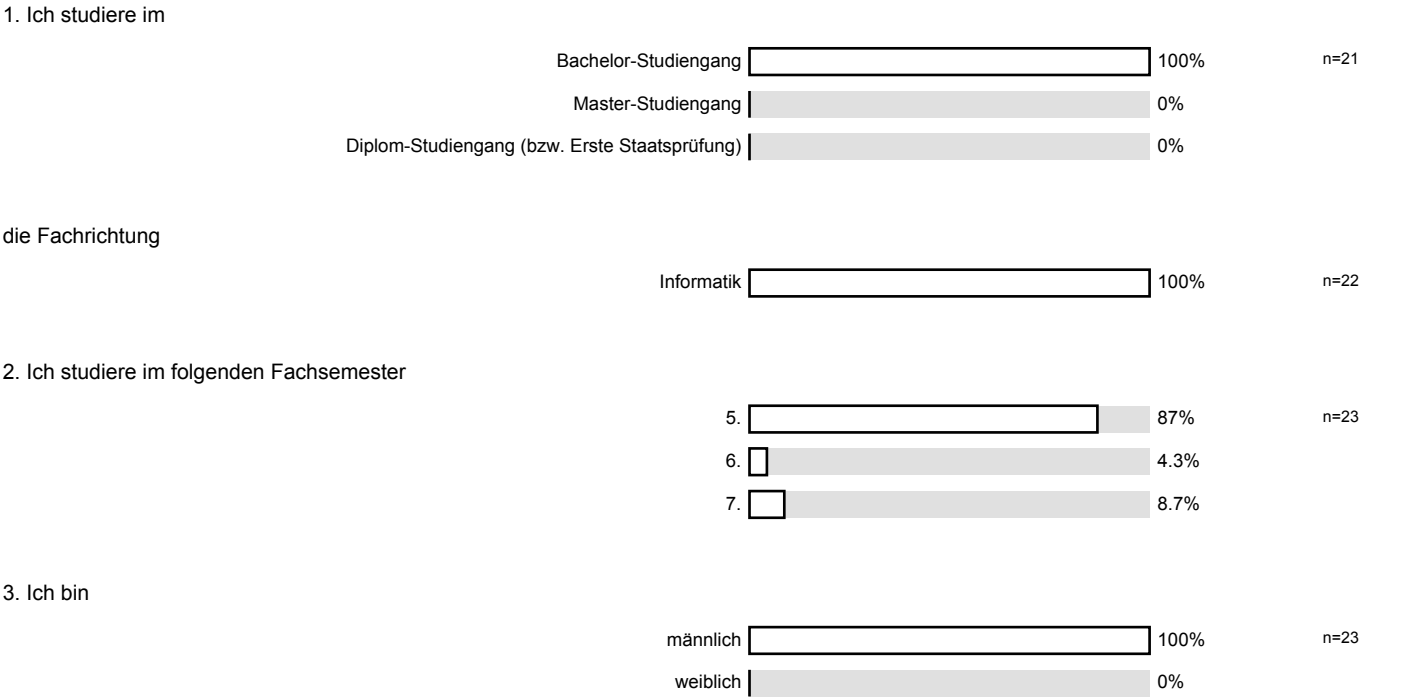 1. Ich studiere im
Bachelor-Studiengang 100% n=21
Master-Studiengang 0%
Diplom-Studiengang (bzw. Erste Staatsprüfung) 0%
die Fachrichtung
Informatik 100% n=22
2. Ich studiere im folgenden Fachsemester
5. 87% n=23
6. 4.3%
7. 8.7%
3. Ich bin
männlich 100% n=23
weiblich 0%